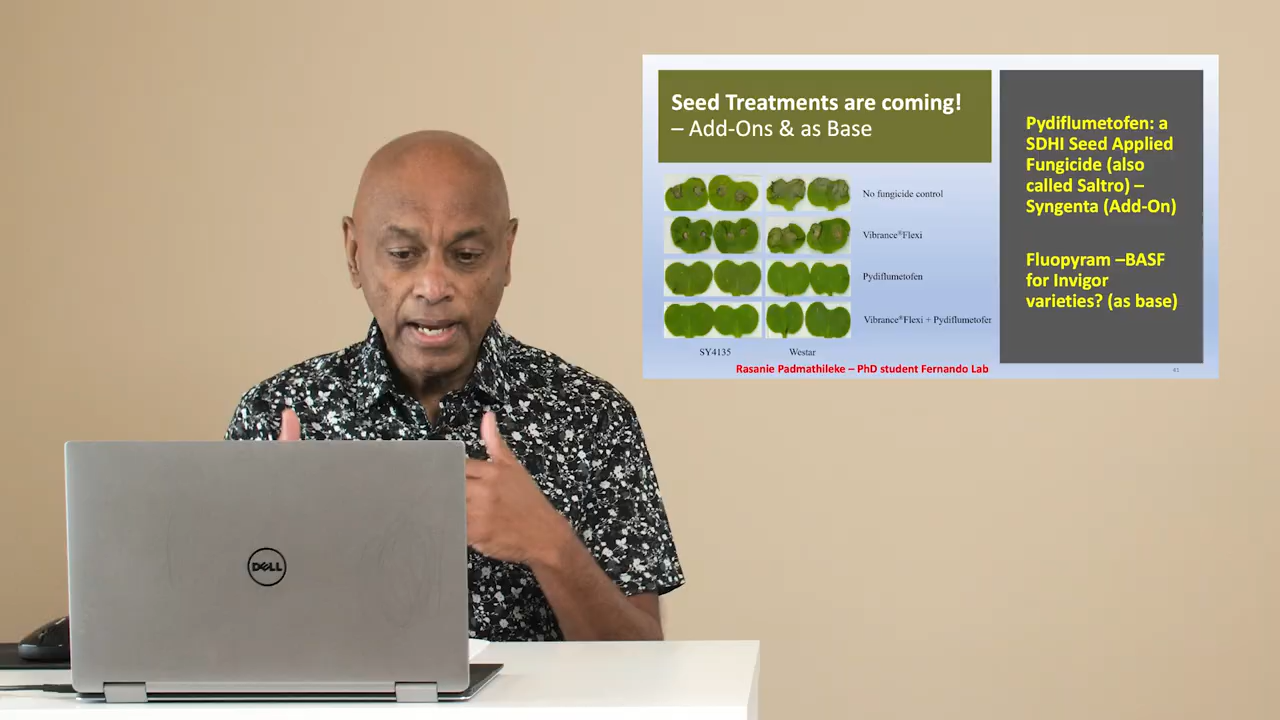 Seed Treatments are coming!
– Add-Ons & as Base
No fungicide control
Vibrance®Flexi
Pydiflumetofen
Vibrance®Flexi + Pydiflumetofer
SY4135 Westar
Rasanie Padmathileke – PhD student Fernando Lab
Pydiflumetofen: a
SDHI Seed Applied
Fungicide (also
called Saltro) –
Syngenta (Add-On)
Fluopyram –BASF
for Invigor
varieties? (as base)
DELL